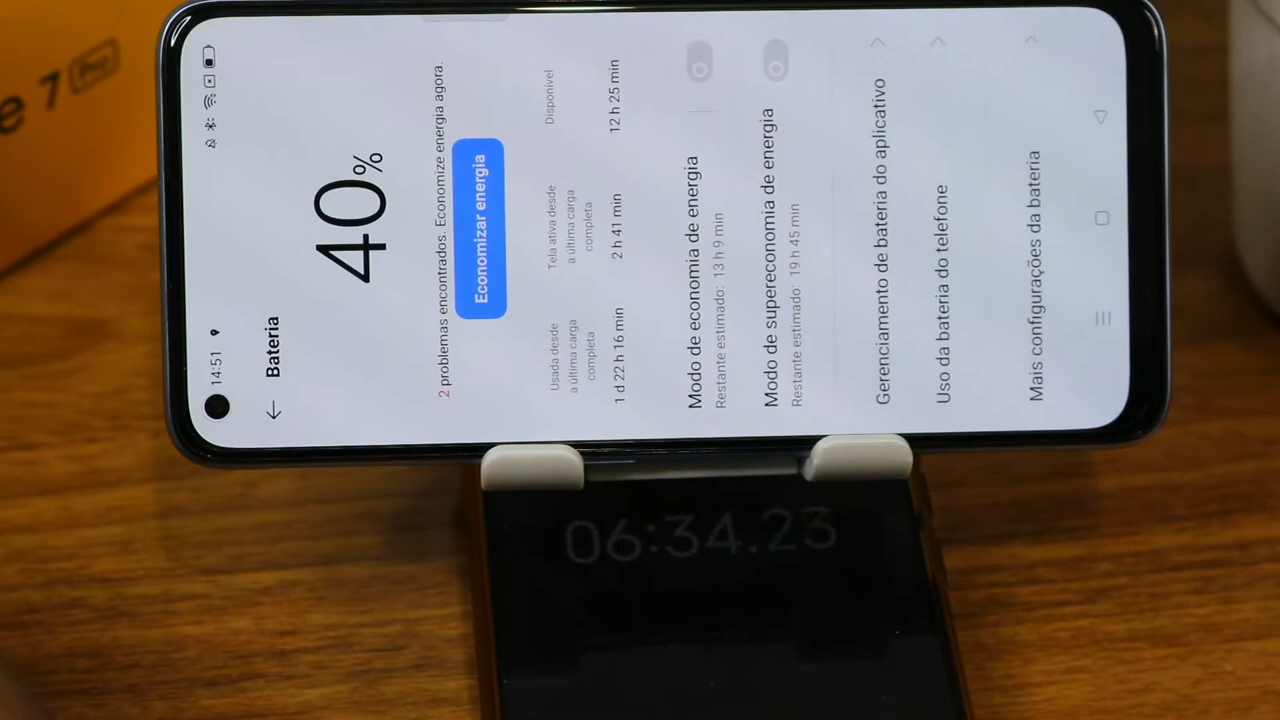 e 7 Pro
14:51
Bateria
40%
2 problemas encontrados. Economize energia agora.
Economizar energia
Usada desde
a última carga
completa
1 d 22 h 16 min
Tela ativa desde
a última carga
completa
2 h 41 min
Disponível
12 h 25 min
Modo de economia de energia
Restante estimado: 13 h 9 min
Modo de supereconomia de energia
Restante estimado: 19 h 45 min
Gerenciamento de bateria do aplicativo
Uso da bateria do telefone
Mais configurações da bateria
06:34.23